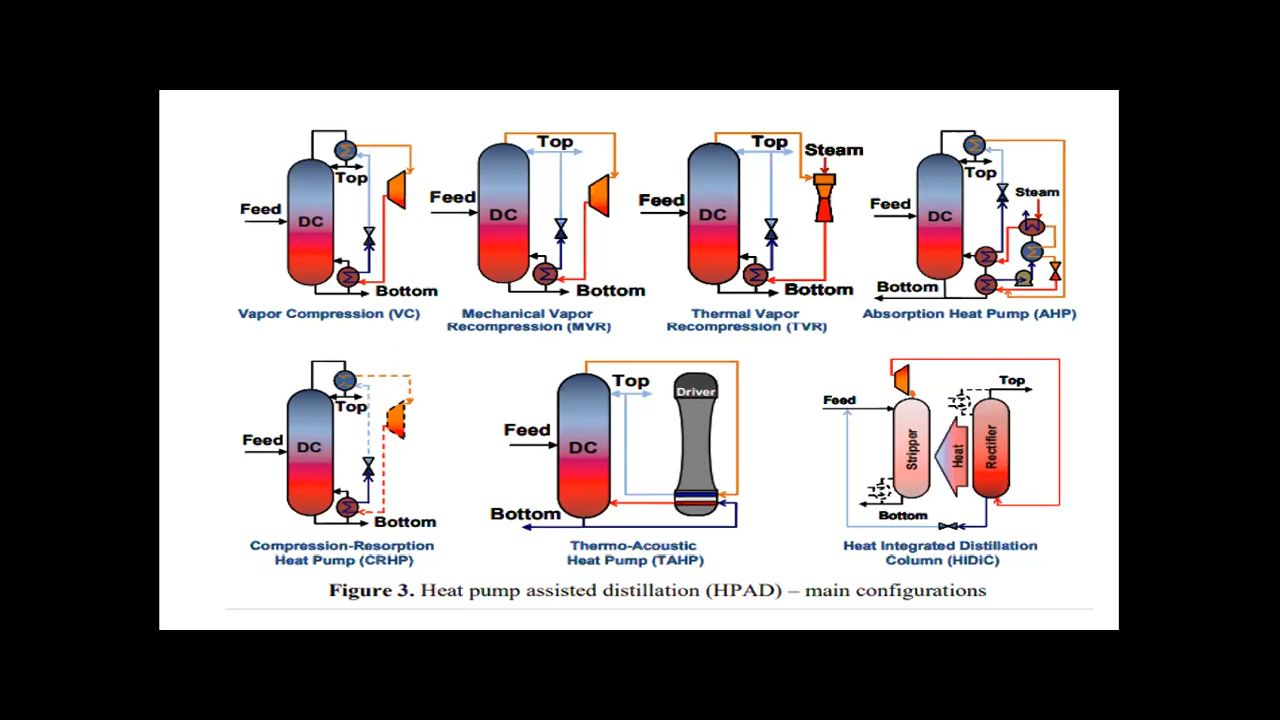 Top
Feed
DC
Bottom
Vapor Compression (VC)
Top
Feed
DC
Bottom
Mechanical Vapor
Recompression (MVR)
Top
Steam
Feed
DC
Bottom
Thermal Vapor
Recompression (TVR)
Top
Steam
Feed
DC
Bottom
Absorption Heat Pump (AHP)
Top
Feed
DC
Bottom
Compression-Resorption
Heat Pump (CRHP)
Top
Driver
Feed
DC
Bottom
Thermo-Acoustic
Heat Pump (TAHP)
Top
Feed
Stripper
Heat
Rectifier
Bottom
Heat Integrated Distillation
Column (HIDiC)
Figure 3. Heat pump assisted distillation (HPAD) – main configurations